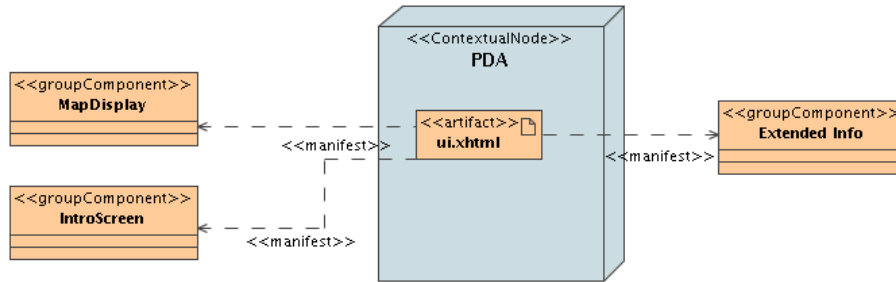 <<ContextualNode>>
PDA
<<groupComponent>>
MapDisplay
<<artifact>>
ui.xhtml
<<groupComponent>>
Extended Info
<<manifest>>
<<manifest>>
<<groupComponent>>
IntroScreen
<<manifest>>